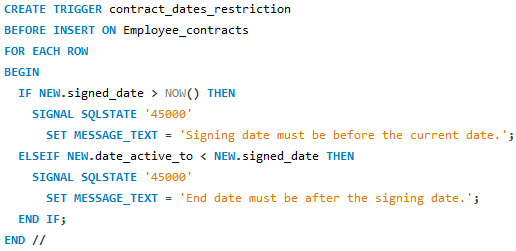 CREATE TRIGGER contract_dates_restriction
BEFORE INSERT ON Employee_contracts
FOR EACH ROW
BEGIN
  IF NEW.signed_date > NOW() THEN
    SIGNAL SQLSTATE '45000'
      SET MESSAGE_TEXT = 'Signing date must be before the current date.';
  ELSEIF NEW.date_active_to < NEW.signed_date THEN
    SIGNAL SQLSTATE '45000'
      SET MESSAGE_TEXT = 'End date must be after the signing date.';
  END IF;
END //